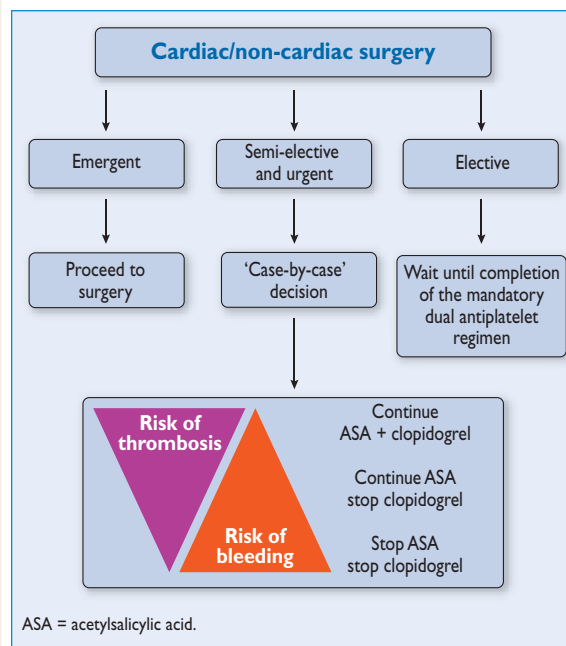 Cardiac/non-cardiac surgery
Emergent
Semi-elective
and urgent
Elective
Proceed to
surgery
‘Case-by-case’
decision
Wait until completion
of the mandatory
dual antiplatelet
regimen
Risk of
thrombosis
Risk of
bleeding
Continue
ASA + clopidogrel
Continue ASA
stop clopidogrel
Stop ASA
stop clopidogrel
ASA = acetylsalicylic acid.